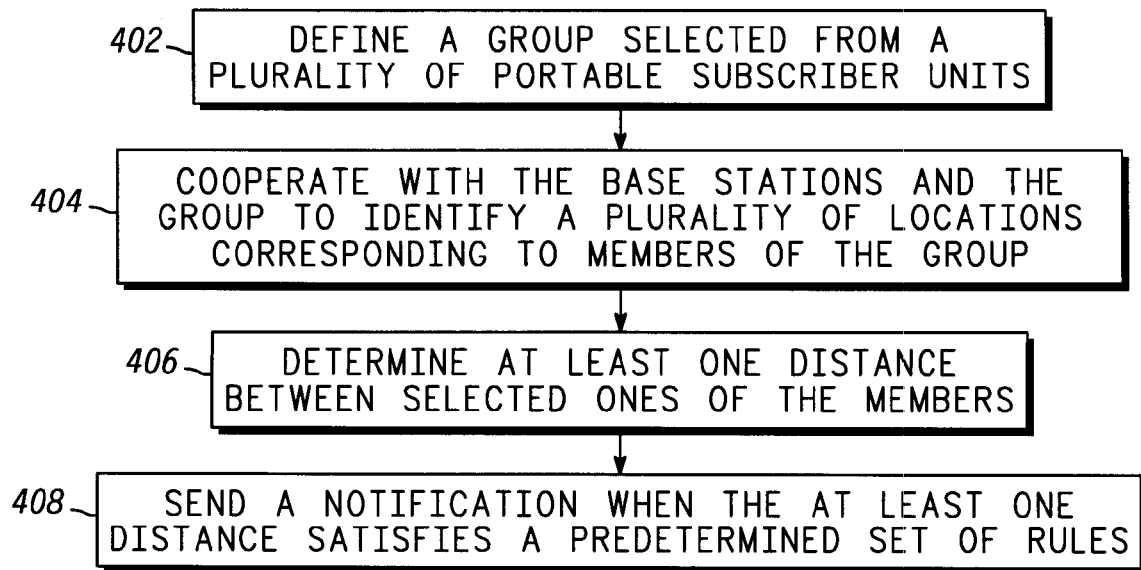 402
DEFINE A GROUP SELECTED FROM A
PLURALITY OF PORTABLE SUBSCRIBER UNITS
404
COOPERATE WITH THE BASE STATIONS AND THE
GROUP TO IDENTIFY A PLURALITY OF LOCATIONS
CORRESPONDING TO MEMBERS OF THE GROUP
406
DETERMINE AT LEAST ONE DISTANCE
BETWEEN SELECTED ONES OF THE MEMBERS
408
SEND A NOTIFICATION WHEN THE AT LEAST ONE
DISTANCE SATISFIES A PREDETERMINED SET OF RULES